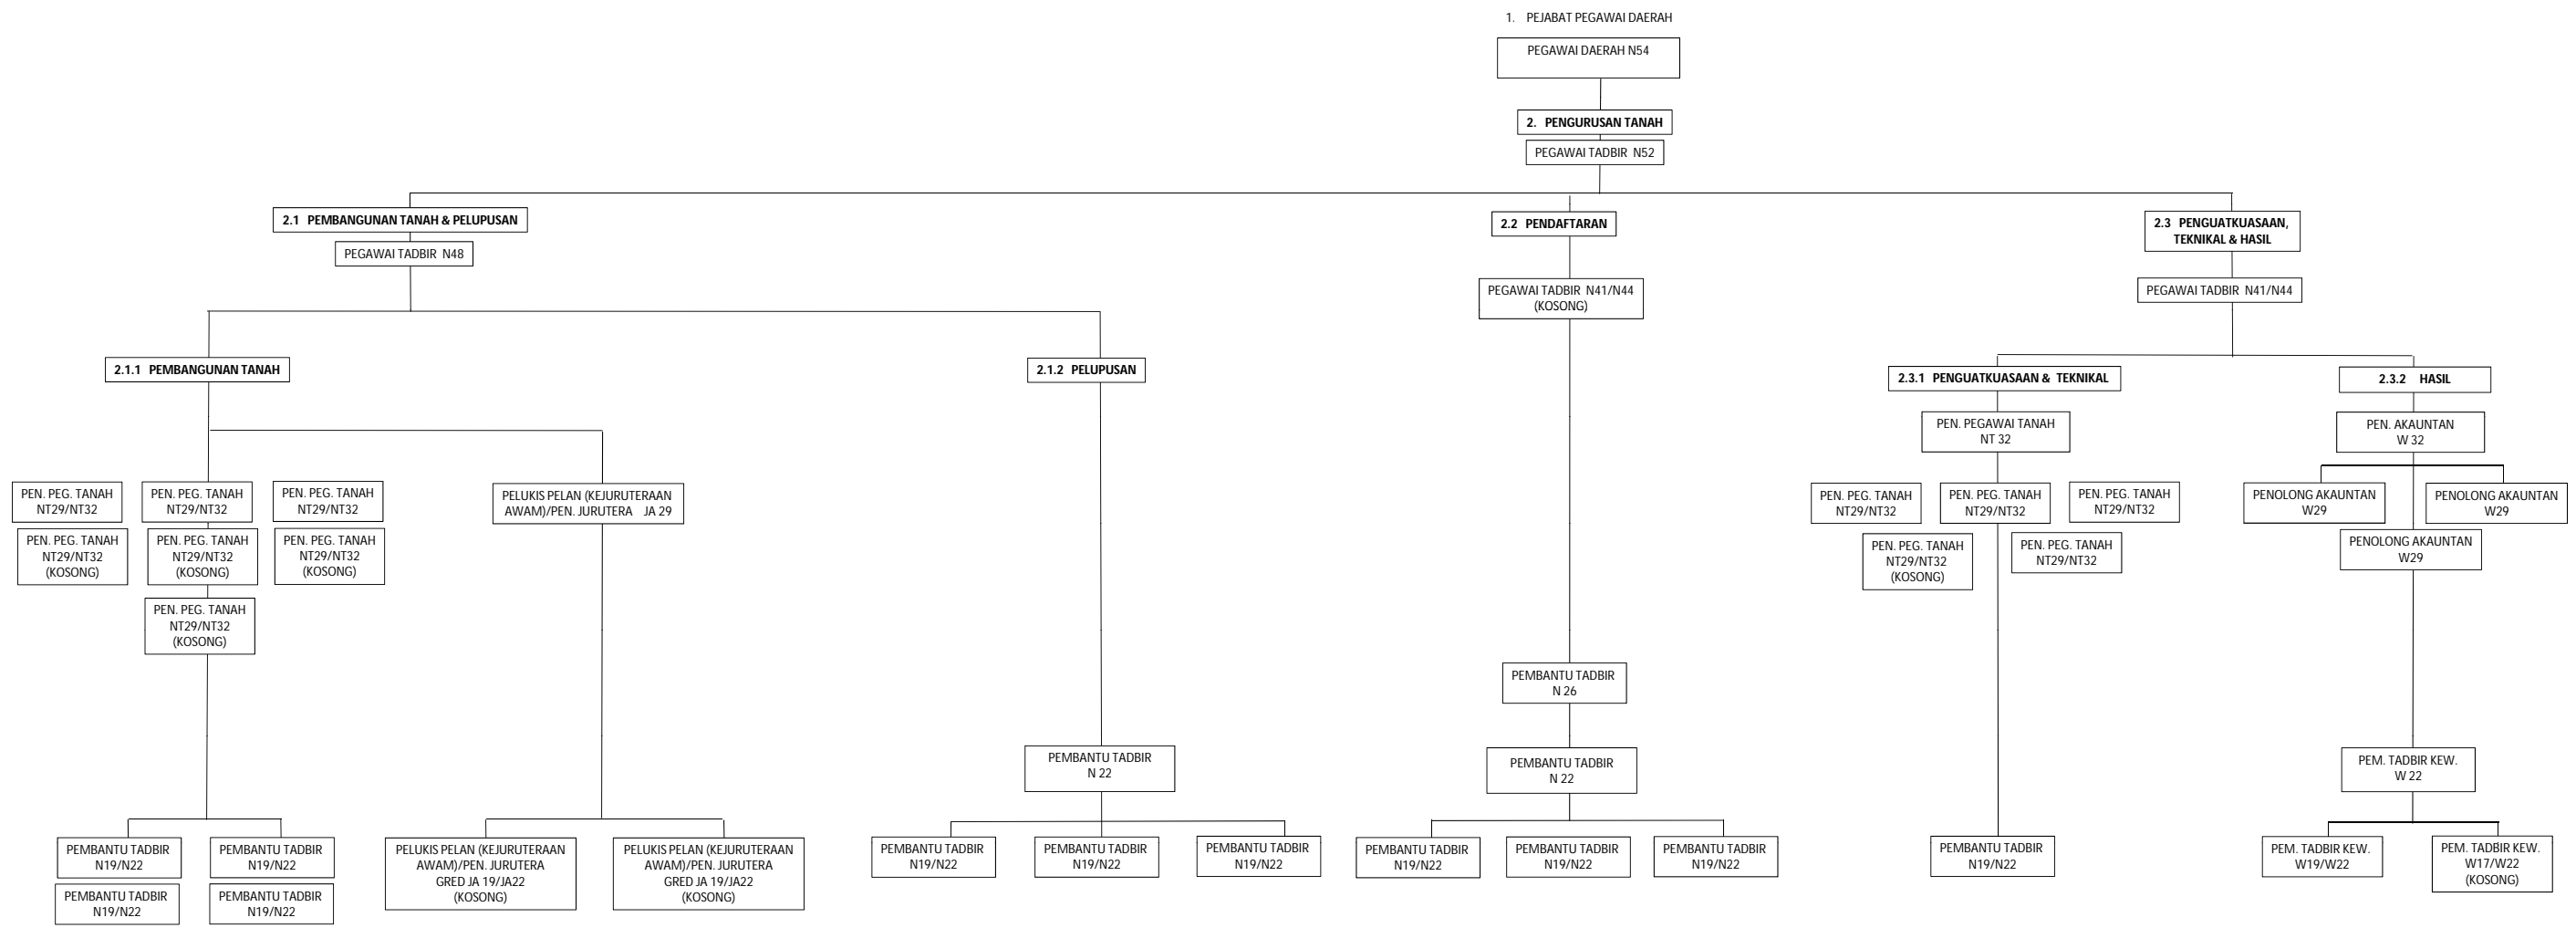 1. PEJABAT PEGAWAI DAERAH
PEGAWAI DAERAH N54
2. PENGURUSAN TANAH
PEGAWAI TADBIR N52
2.1 PEMBANGUNAN TANAH & PELUPUSAN
PEGAWAI TADBIR N48
2.2 PENDAFTARAN
PEGAWAI TADBIR N41/N44
(KOSONG)
2.3 PENGUATKUASAAN,
TEKNIKAL & HASIL
PEGAWAI TADBIR N41/N44
2.1.1 PEMBANGUNAN TANAH
2.1.2 PELUPUSAN
2.3.1 PENGUATKUASAAN & TEKNIKAL
2.3.2 HASIL
PEN. PEGAWAI TANAH
NT 32
PEN. AKAUNTAN
W 32
PEN. PEG. TANAH
NT29/NT32
PEN. PEG. TANAH
NT29/NT32
PEN. PEG. TANAH
NT29/NT32
PELUKIS PELAN (KEJURUTERAAN
AWAM)/PEN. JURUTERA JA 29
PEN. PEG. TANAH
NT29/NT32
PEN. PEG. TANAH
NT29/NT32
PEN. PEG. TANAH
NT29/NT32
PENOLONG AKAUNTAN
W29
PENOLONG AKAUNTAN
W29
PEN. PEG. TANAH
NT29/NT32
(KOSONG)
PEN. PEG. TANAH
NT29/NT32
(KOSONG)
PEN. PEG. TANAH
NT29/NT32
(KOSONG)
PEN. PEG. TANAH
NT29/NT32
(KOSONG)
PEN. PEG. TANAH
NT29/NT32
PENOLONG AKAUNTAN
W29
PEN. PEG. TANAH
NT29/NT32
(KOSONG)
PEMBANTU TADBIR
N 26
PEMBANTU TADBIR
N 22
PEMBANTU TADBIR
N 22
PEM. TADBIR KEW.
W 22
PEMBANTU TADBIR
N19/N22
PEMBANTU TADBIR
N19/N22
PELUKIS PELAN (KEJURUTERAAN
AWAM)/PEN. JURUTERA
GRED JA 19/JA22
(KOSONG)
PELUKIS PELAN (KEJURUTERAAN
AWAM)/PEN. JURUTERA
GRED JA 19/JA22
(KOSONG)
PEMBANTU TADBIR
N19/N22
PEMBANTU TADBIR
N19/N22
PEMBANTU TADBIR
N19/N22
PEMBANTU TADBIR
N19/N22
PEMBANTU TADBIR
N19/N22
PEMBANTU TADBIR
N19/N22
PEMBANTU TADBIR
N19/N22
PEM. TADBIR KEW.
W19/W22
PEM. TADBIR KEW.
W17/W22
(KOSONG)
PEMBANTU TADBIR
N19/N22
PEMBANTU TADBIR
N19/N22